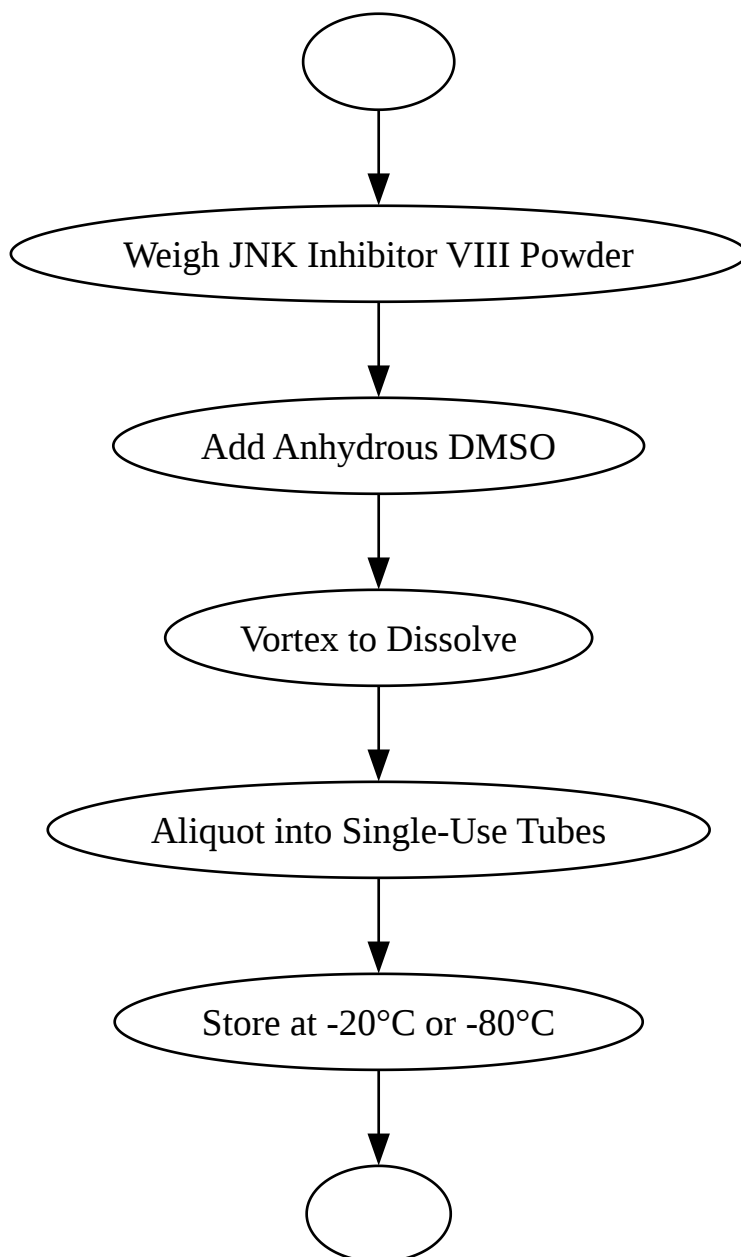 Weigh JNK Inhibitor VIII Powder
Add Anhydrous DMSO
Vortex to Dissolve
Aliquot into Single-Use Tubes
Store at -20°C or -80°C